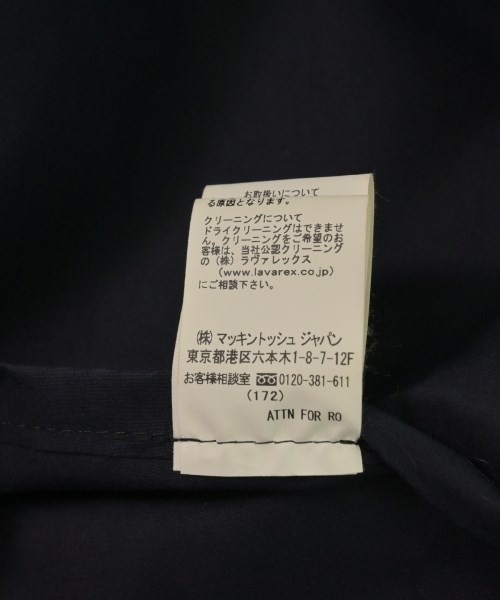 お取扱いについて
る原因となります。
クリーニングについて
ドライクリーニングはできませ
ん。クリーニングをご希望のお
客様は、当社公認クリーニング
の(株)ラヴァレックス
(www.lavarex.co.jp)
にご相談下さい。
(株)マッキントッシュ ジャパン
東京都港区六本木1-8-7-12F
お客様相談室 0120-381-611
(172)
ATTN FOR RO